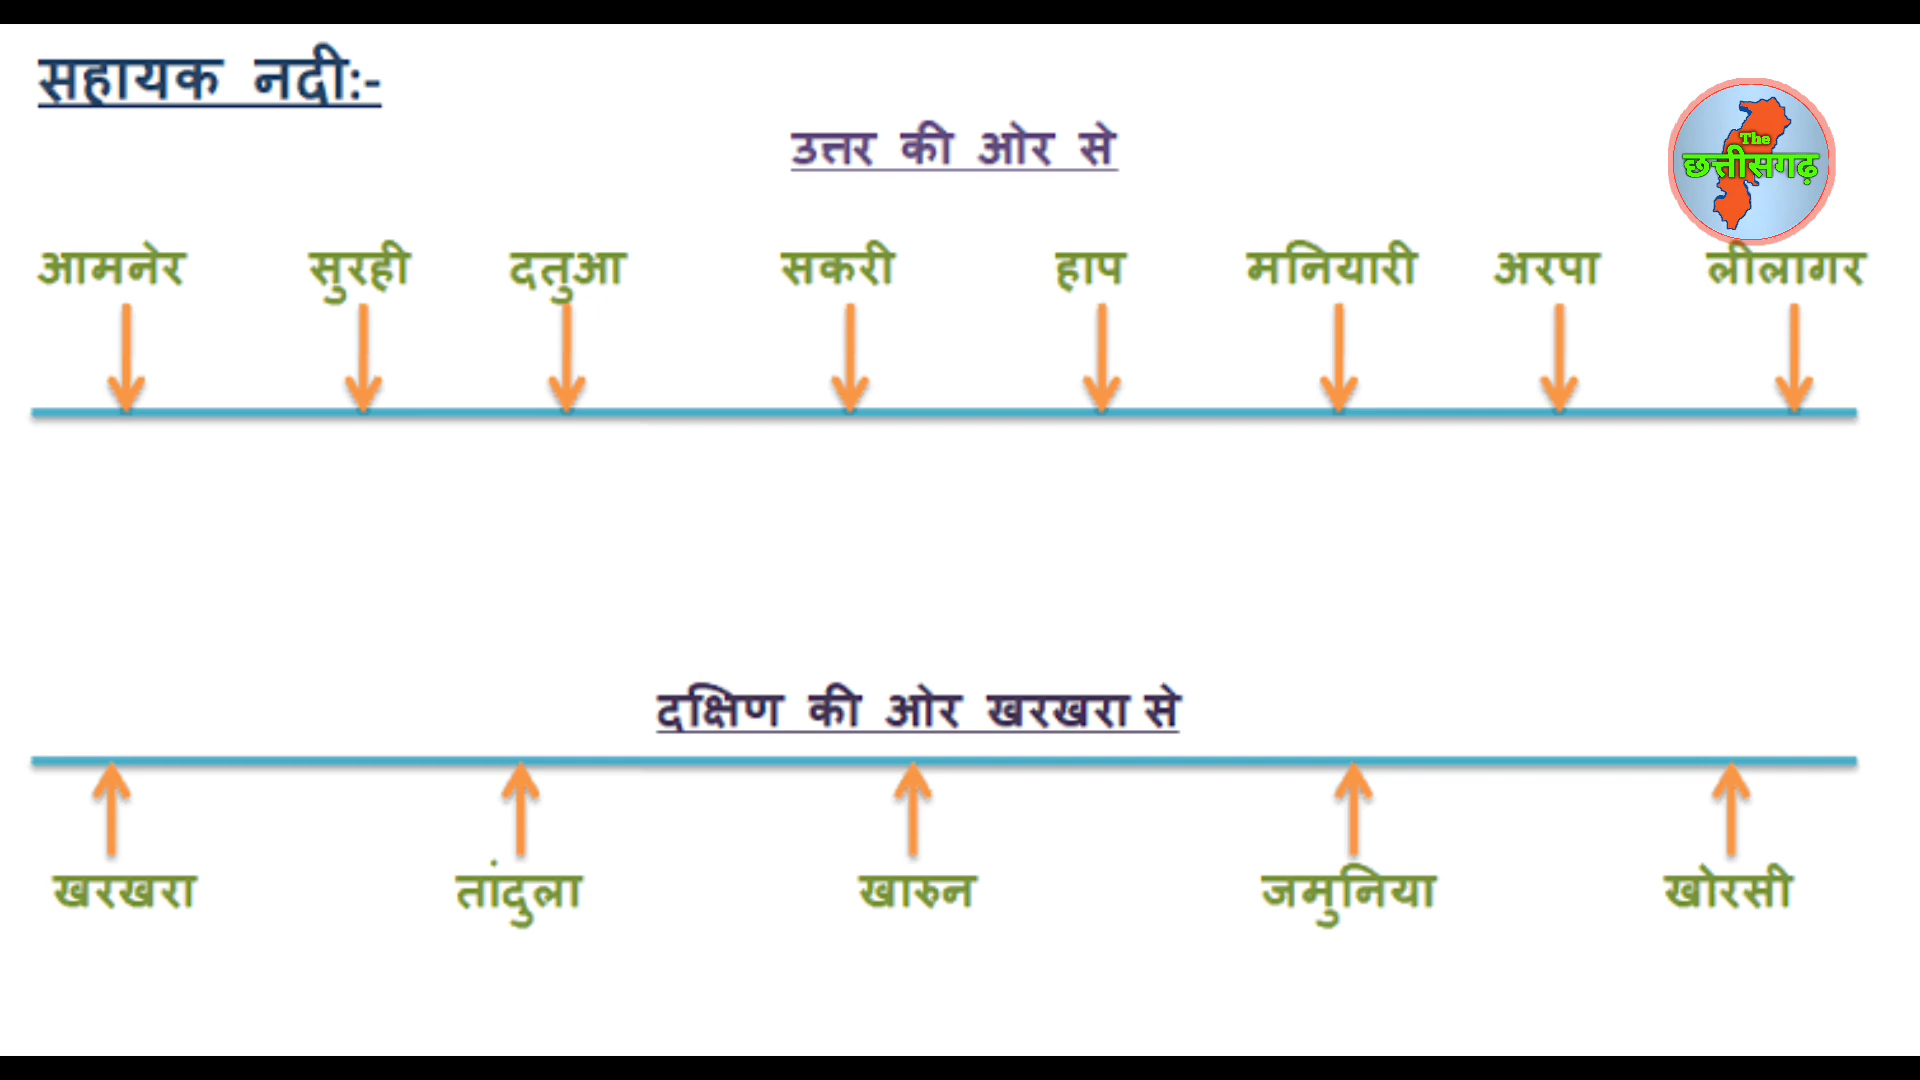 सहायक नदी:-
उत्तर की ओर से
The
छत्तीसगढ़
आमनेर सुरही दतुआ सकरी हाप मनियारी अरपा लीलागर
दक्षिण की ओर खरखरा से
खरखरा तांदुला खारुन जमुनिया खोरसी